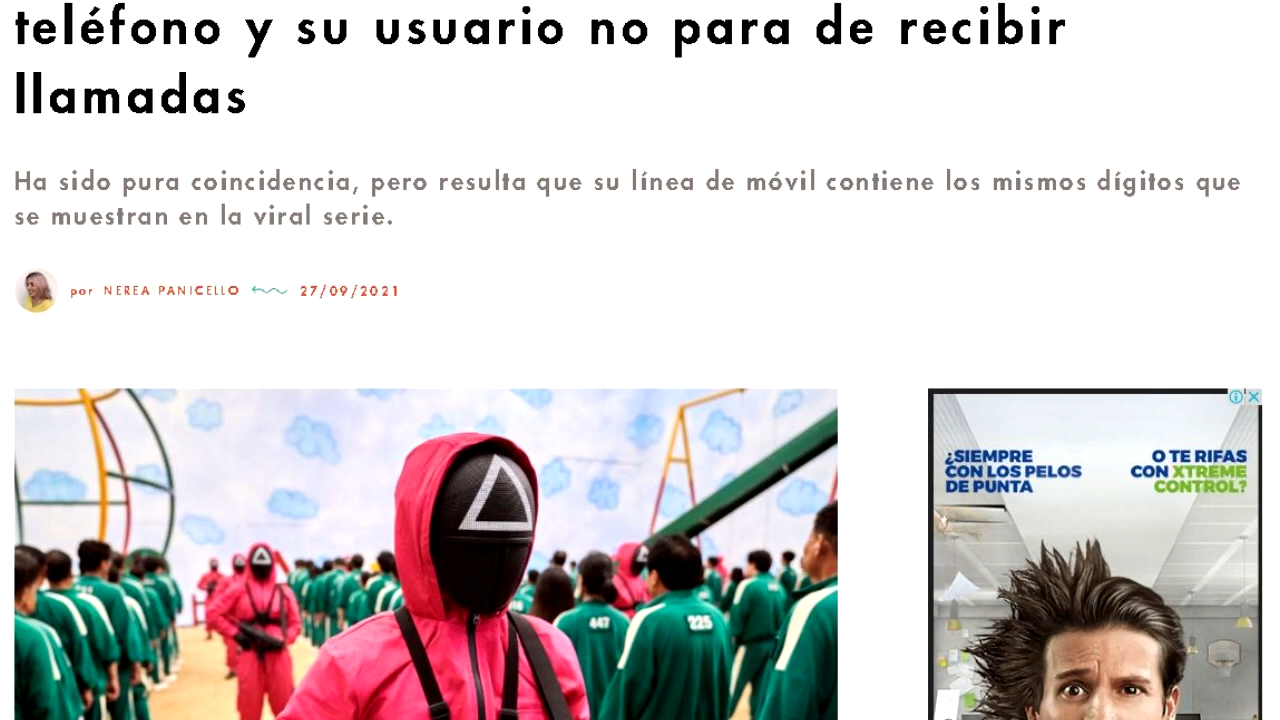 teléfono y su usuario no para de recibir
llamadas
Ha sido pura coincidencia, pero resulta que su línea de móvil contiene los mismos dígitos que
se muestran en la viral serie.
por NEREA PANICELLO 27/09/2021
447
225
¿SIEMPRE
CON LOS PELOS
DE PUNTA
O TE RIFAS
CON XTREME
CONTROL?